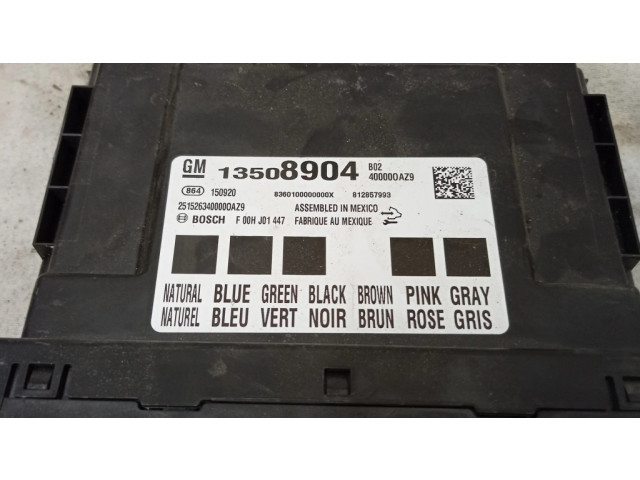 GM 13508904 B02
400000AZ9
864 150920 8360100000000X 812857993
2515263400000AZ9 ASSEMBLED IN MEXICO
BOSCH F 00H J01 447 FABRIQUE AU MEXIQUE
NATURAL BLUE GREEN BLACK BROWN PINK GRAY
NATUREL BLEU VERT NOIR BRUN ROSE GRIS